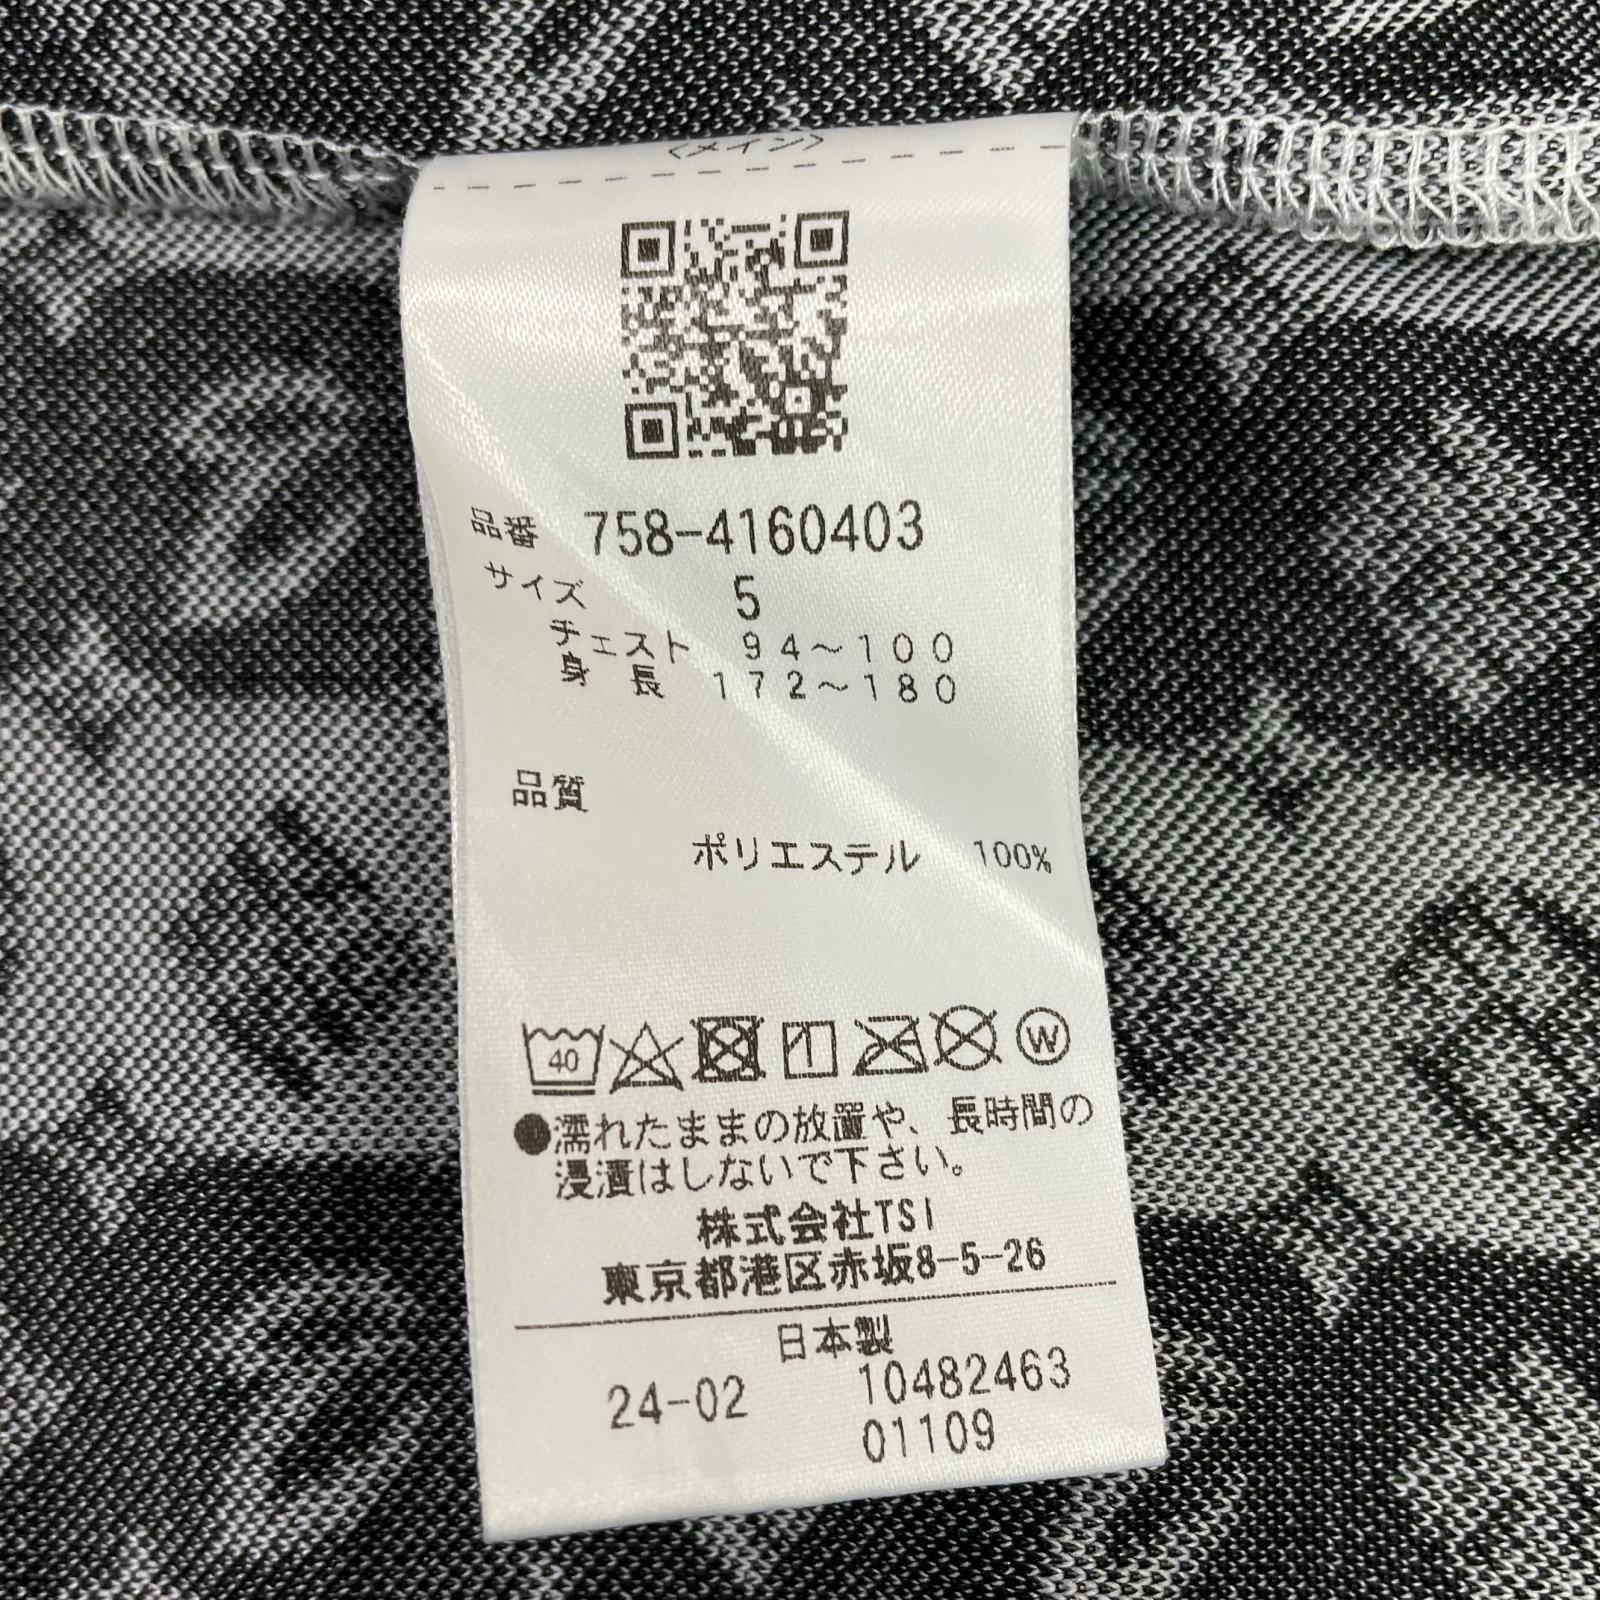 <メイン>
品番 758-4160403
サイズ 5
チェスト 94～100
身長 172～180
品質
ポリエステル 100%
40 1 W
●濡れたままの放置や、長時間の
浸漬はしないで下さい。
株式会社TSI
東京都港区赤坂8-5-26
日本製
24-02 10482463
01109